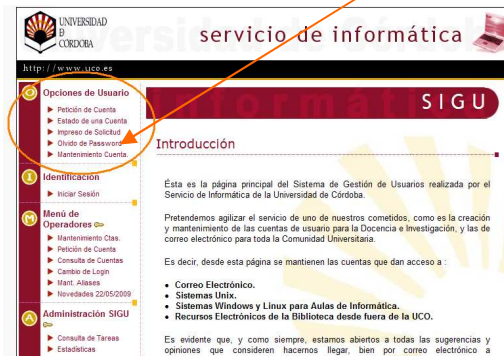 UNIVERSIDAD
D
CORDOBA
servicio de informática
http://www.uco.es
Opciones de Usuario
Petición de Cuenta
Estado de una Cuenta
Impreso de Solicitud
Olvido de Password
Mantenimiento Cuenta.
Identificación
Iniciar Sesión
Menú de
Operadores
Mantenimiento Ctas.
Petición de Cuenta
Consulta de Cuentas
Cambio de Login
Mant. Aliases
Novedades 22/05/2009
Administración SIGU
Consulta de Tareas
Estadísticas
informáti
SIGU
Introducción
Ésta es la página principal del Sistema de Gestión de Usuarios realizada por el
Servicio de Informática de la Universidad de Córdoba.
Pretendemos agilizar el servicio de uno de nuestros cometidos, como es la creación
y mantenimiento de las cuentas de usuario para la Docencia e Investigación, y las de
correo electrónico para toda la Comunidad Universitaria.
Es decir, desde esta página se mantienen las cuentas que dan acceso a :
• Correo Electrónico.
• Sistemas Unix.
• Sistemas Windows y Linux para Aulas de Informática.
• Recursos Electrónicos de la Biblioteca desde fuera de la UCO.
Es evidente que, y como siempre, estamos abiertos a todas las sugerencias y
opiniones que consideren hacernos llegar, bien por correo electrónico a